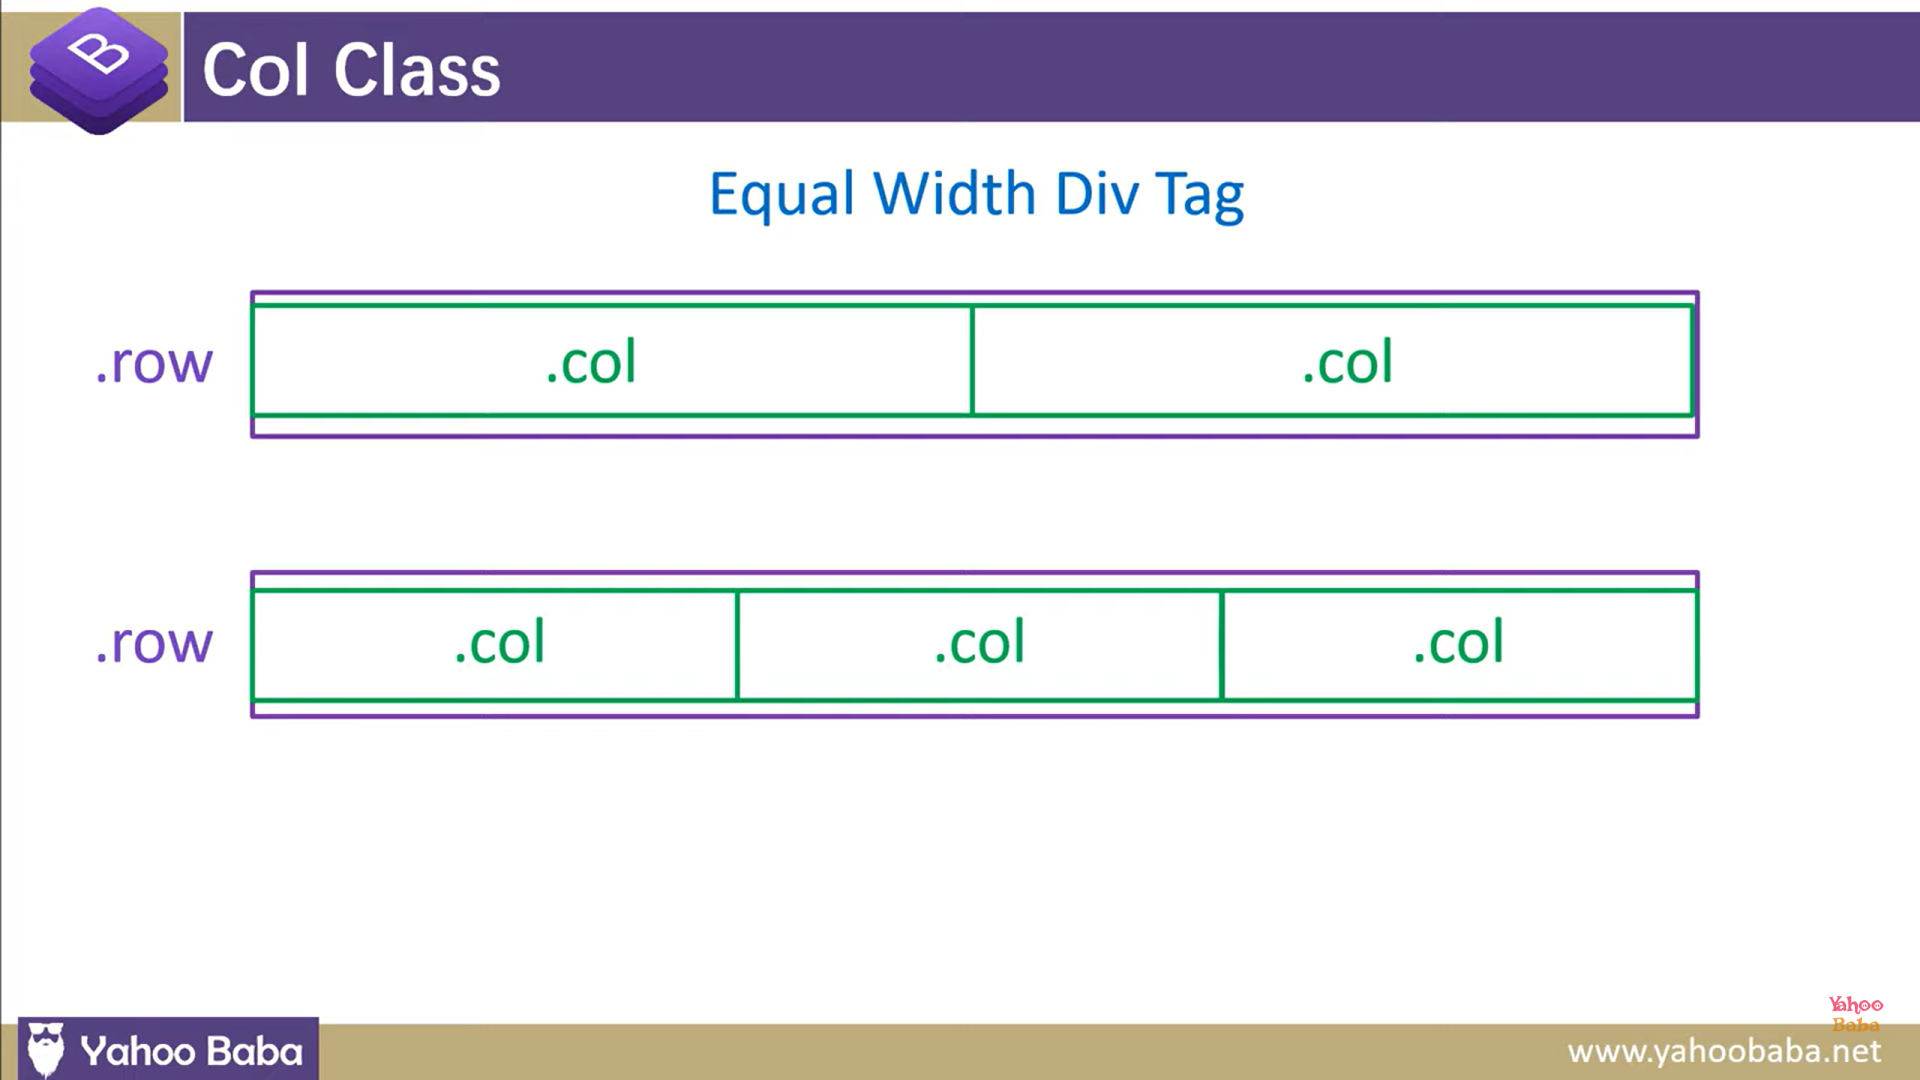 B
Col Class
Equal Width Div Tag
.row
.col
.col
.row
.col
.col
.col
Yahoo
Baba
Yahoo Baba
www.yahoobaba.net